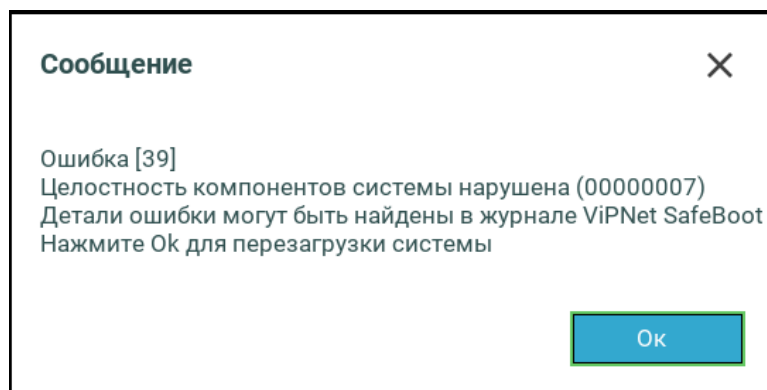 Сообщение
Ошибка [39]
Целостность компонентов системы нарушена (00000007)
Детали ошибки могут быть найдены в журнале ViPNet SafeBoot
Нажмите Ok для перезагрузки системы
Ок